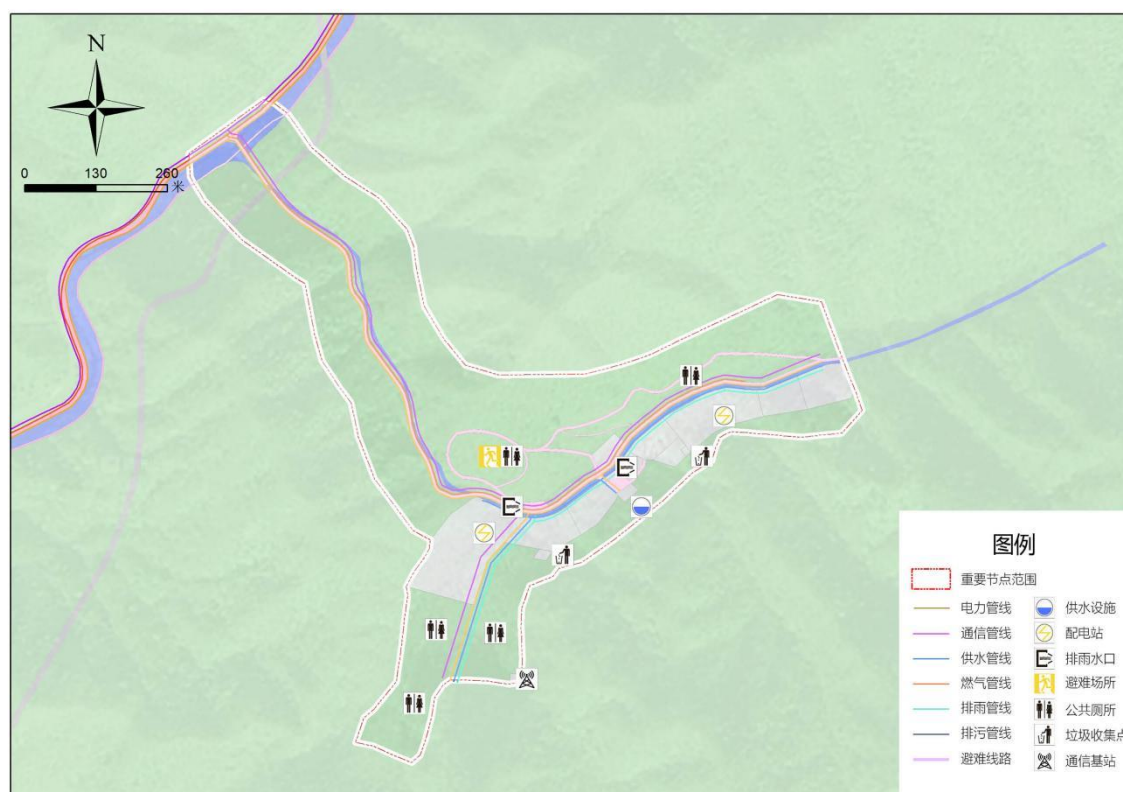 N
0 130 260
米
图例
重要节点范围
电力管线 供水设施
通信管线 配电站
供水管线 排雨水口
燃气管线 避难场所
排雨管线 公共厕所
排污管线 垃圾收集点
避难线路 通信基站